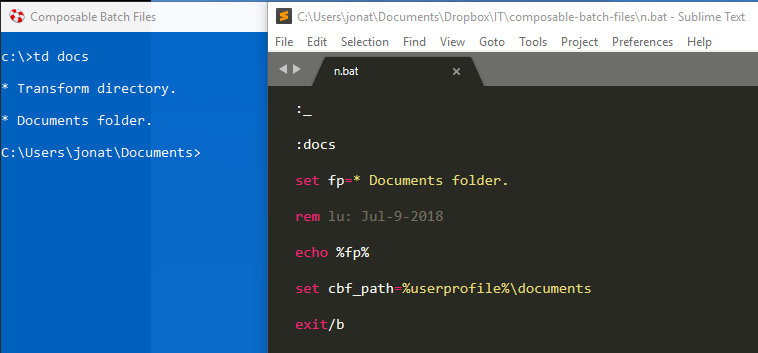 Composable Batch Files
c:\>td docs
* Transform directory.
* Documents folder.
C:\Users\jonat\Documents>
C:\Users\jonat\Documents\Dropbox\IT\composable-batch-files\n.bat - Sublime Text
File Edit Selection Find View Goto Tools Project Preferences Help
n.bat
:_
:docs
set fp=* Documents folder.
rem lu: Jul-9-2018
echo %fp%
set cbf_path=%userprofile%\documents
exit/b